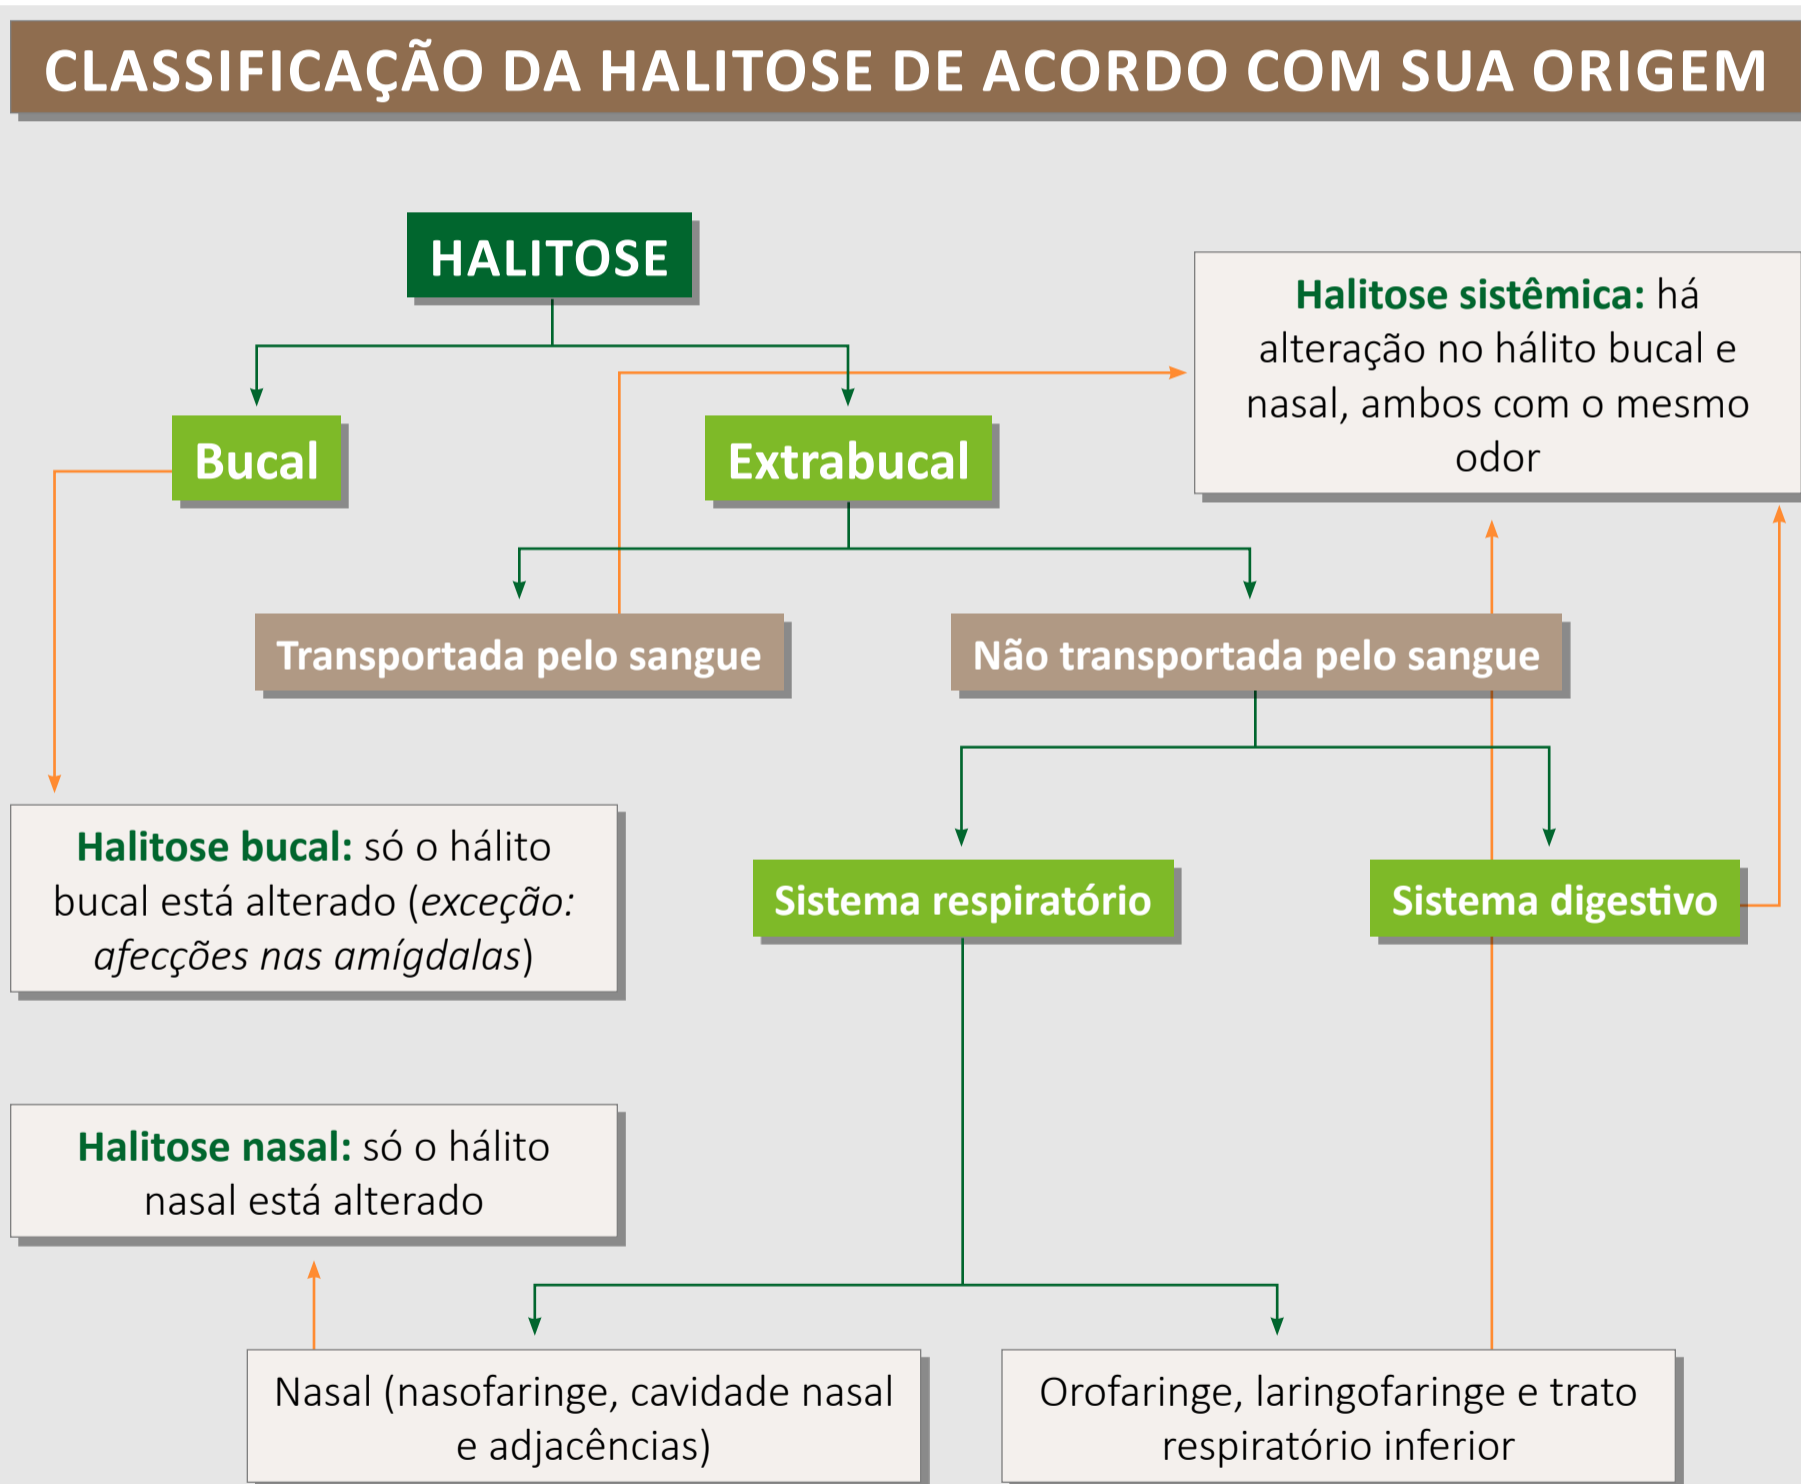 CLASSIFICAÇÃO DA HALITOSE DE ACORDO COM SUA ORIGEM
HALITOSE
Halitose sistêmica: há
alteração no hálito bucal e
nasal, ambos com o mesmo
odor
Bucal
Extrabucal
Transportada pelo sangue
Não transportada pelo sangue
Halitose bucal: só o hálito
bucal está alterado (exceção:
afecções nas amígdalas)
Sistema respiratório
Sistema digestivo
Halitose nasal: só o hálito
nasal está alterado
Nasal (nasofaringe, cavidade nasal
e adjacências)
Orofaringe, laringofaringe e trato
respiratório inferior